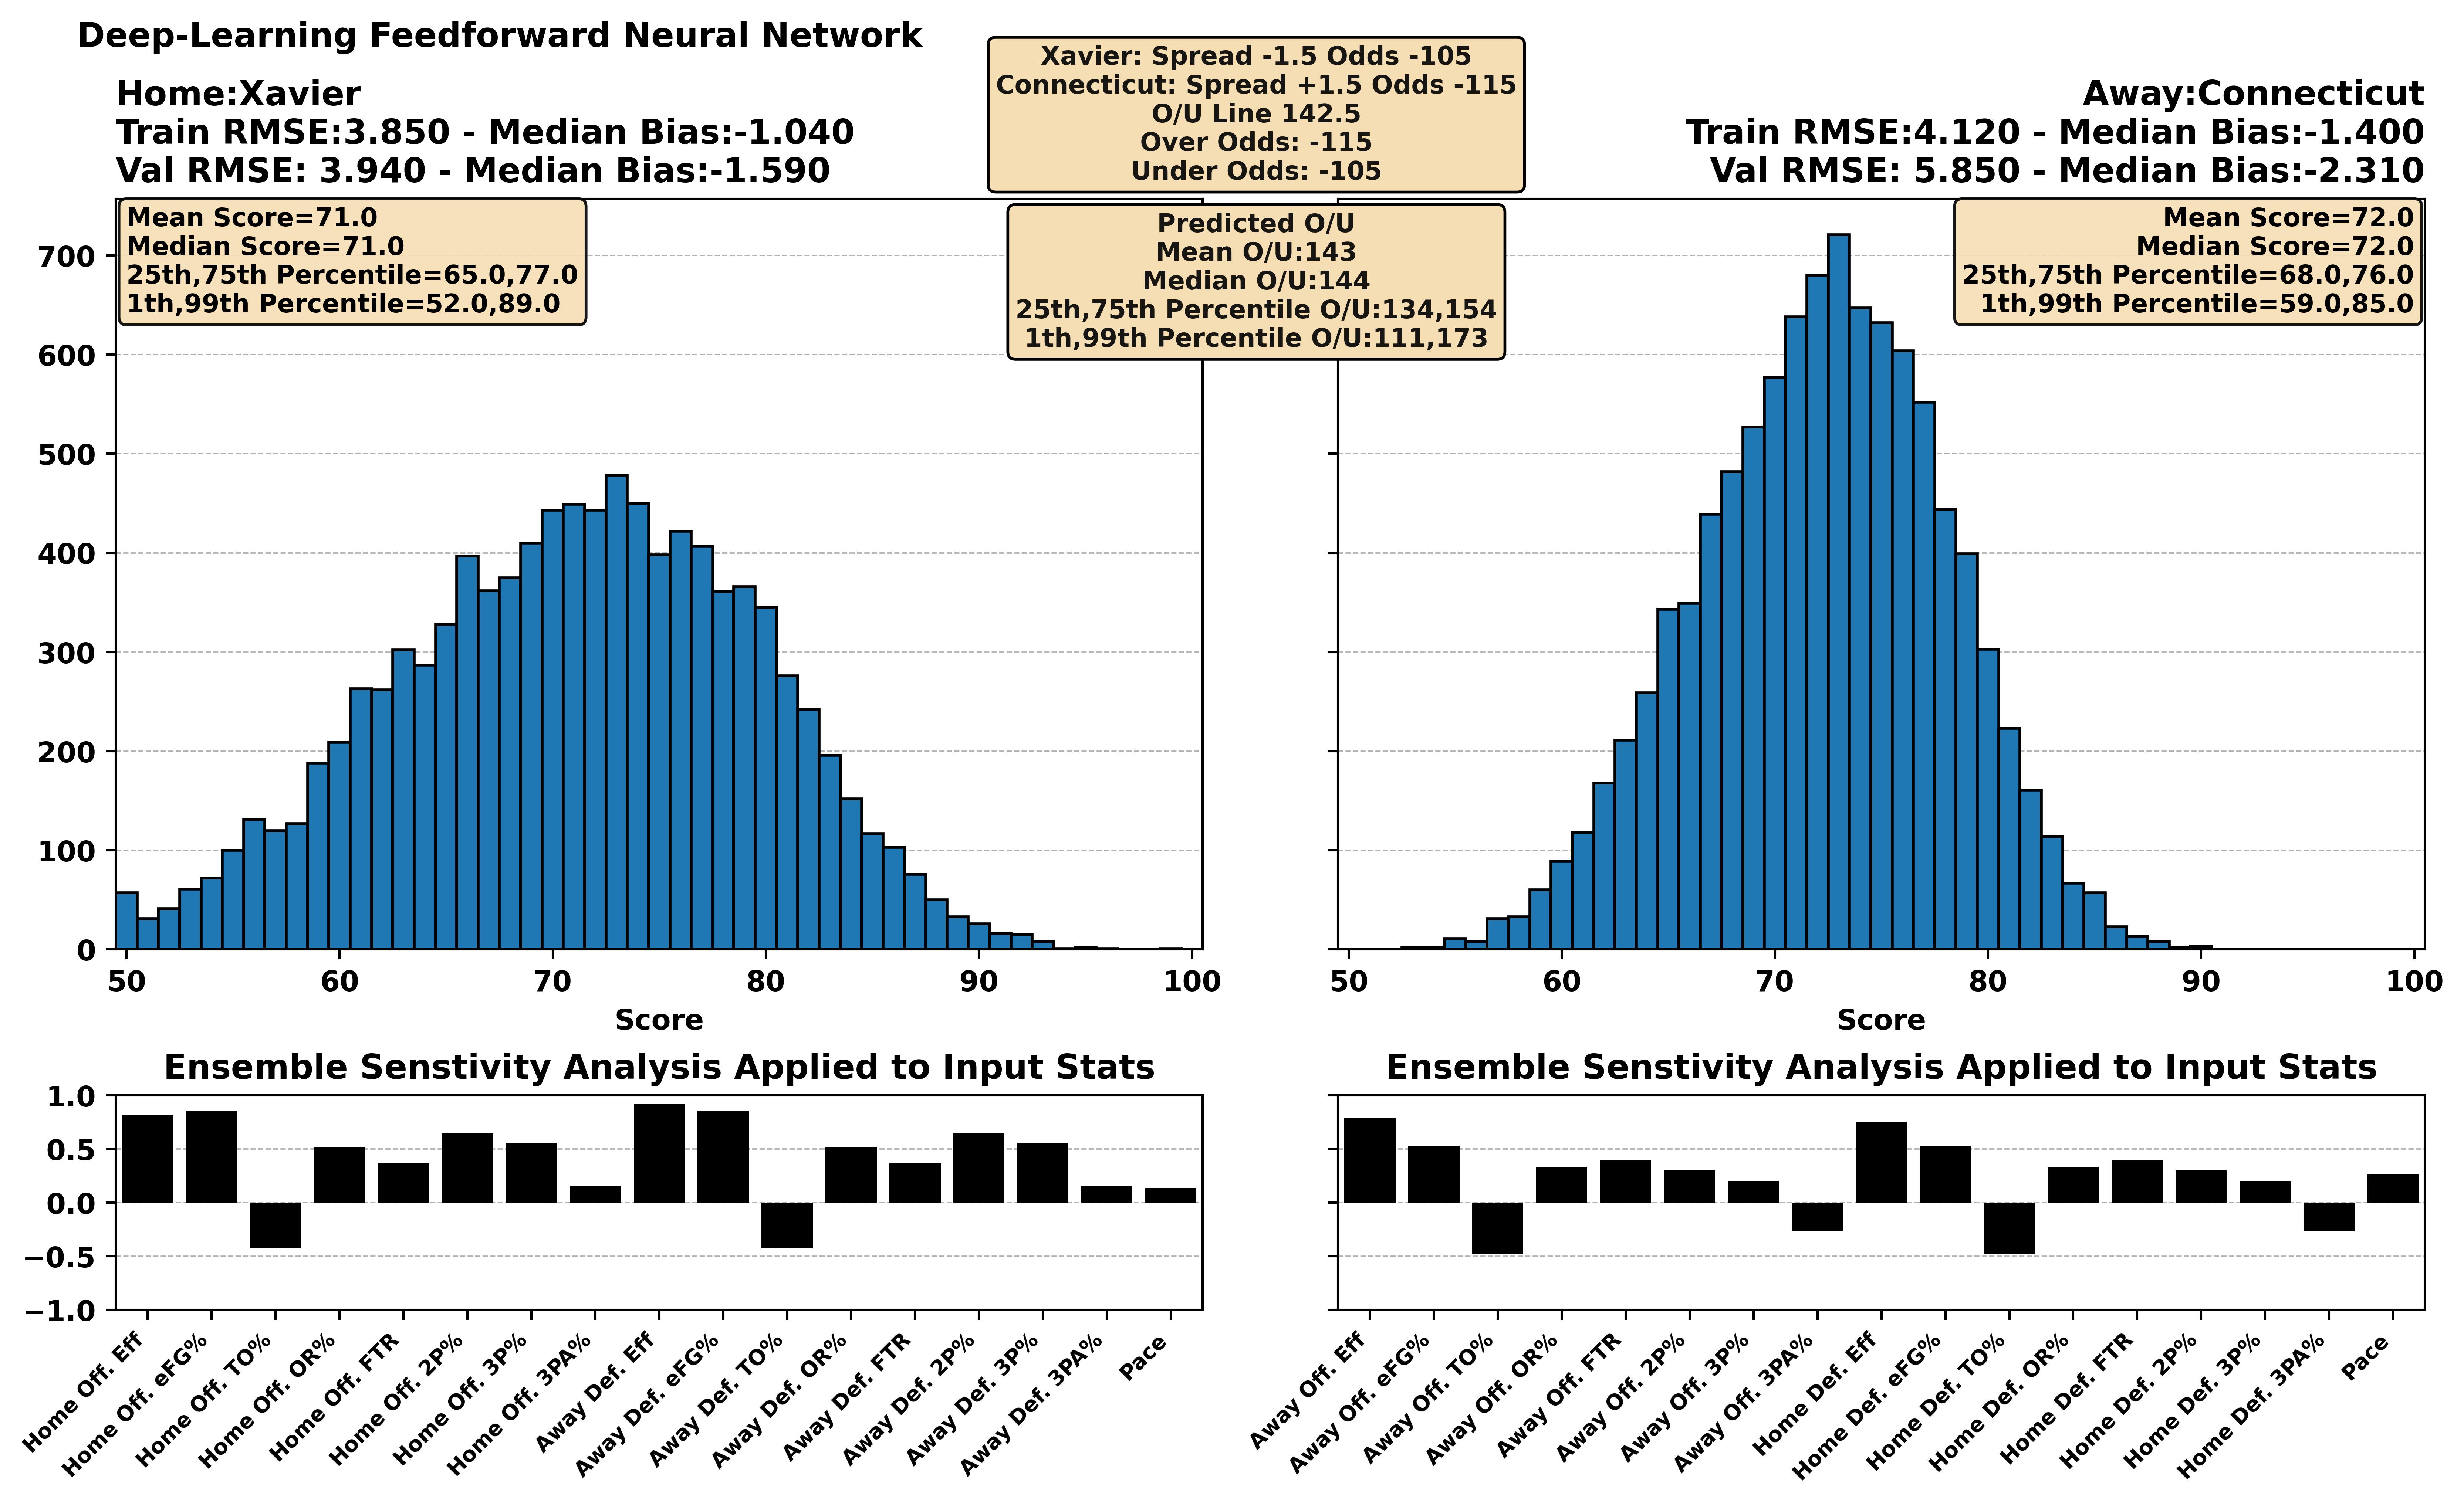 Deep-Learning Feedforward Neural Network
Home:Xavier
Train RMSE:3.850 - Median Bias:-1.040
Val RMSE: 3.940 - Median Bias:-1.590
Xavier: Spread -1.5 Odds -105
Connecticut: Spread +1.5 Odds -115
O/U Line 142.5
Over Odds: -115
Under Odds: -105
Away:Connecticut
Train RMSE:4.120 - Median Bias:-1.400
Val RMSE: 5.850 - Median Bias:-2.310
Mean Score=71.0
Median Score=71.0
25th,75th Percentile=65.0,77.0
1th,99th Percentile=52.0,89.0
Predicted O/U
Mean O/U:143
Median O/U:144
25th,75th Percentile O/U:134,154
1th,99th Percentile O/U:111,173
Mean Score=72.0
Median Score=72.0
25th,75th Percentile=68.0,76.0
1th,99th Percentile=59.0,85.0
700
600
500
400
300
200
100
0
50 60 70 80 90 100
Score
50 60 70 80 90 100
Score
Ensemble Senstivity Analysis Applied to Input Stats
1.0
0.5
0.0
−0.5
−1.0
Home Off. Eff
Home Off. eFG%
Home Off. TO%
Home Off. OR%
Home Off. FTR
Home Off. 2P%
Home Off. 3P%
Home Off. 3PA%
Away Def. Eff
Away Def. eFG%
Away Def. TO%
Away Def. OR%
Away Def. FTR
Away Def. 2P%
Away Def. 3P%
Away Def. 3PA%
Pace
Ensemble Senstivity Analysis Applied to Input Stats
Away Off. Eff
Away Off. eFG%
Away Off. TO%
Away Off. OR%
Away Off. FTR
Away Off. 2P%
Away Off. 3P%
Away Off. 3PA%
Home Def. Eff
Home Def. eFG%
Home Def. TO%
Home Def. OR%
Home Def. FTR
Home Def. 2P%
Home Def. 3P%
Home Def. 3PA%
Pace